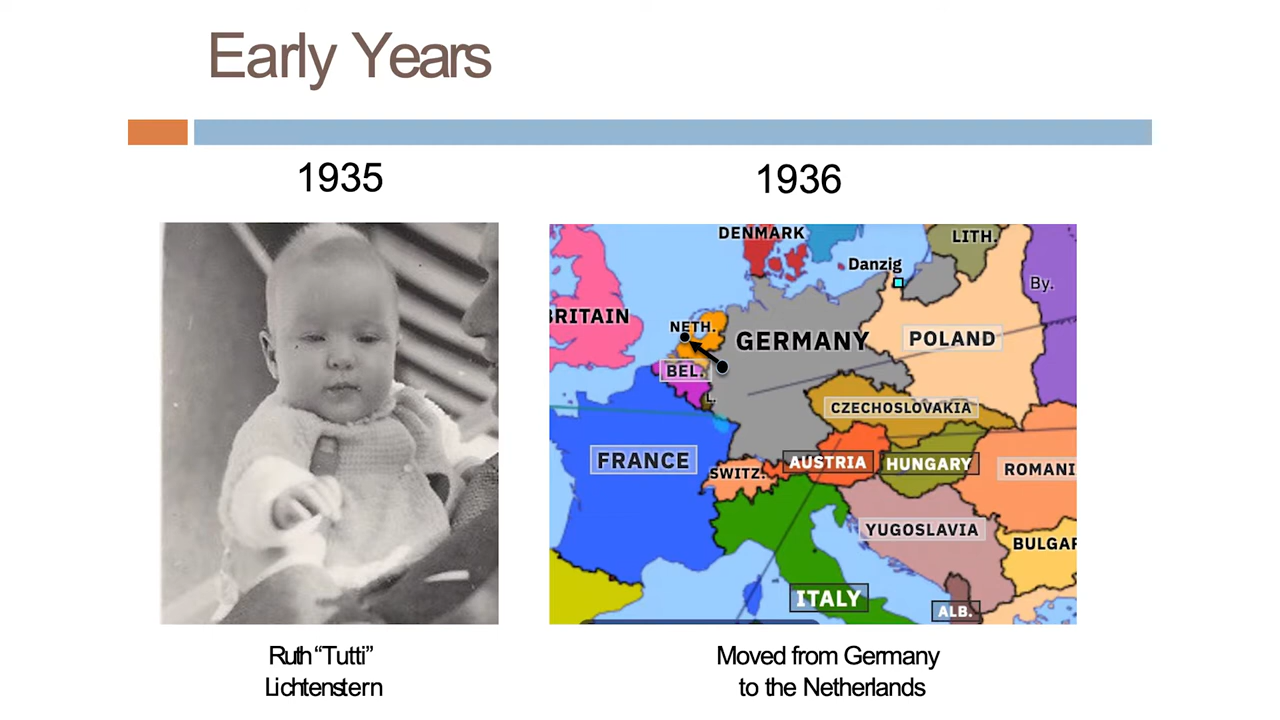 Early Years
1935
1936
DENMARK
LITH.
Danzig
By.
BRITAIN
NETH.
GERMANY
POLAND
BEL.
L.
CZECHOSLOVAKIA
FRANCE
SWITZ.
AUSTRIA
HUNGARY
ROMANI
YUGOSLAVIA
BULGAR
ITALY
ALB.
Ruth “Tutti”
Lichtenstern
Moved from Germany
to the Netherlands